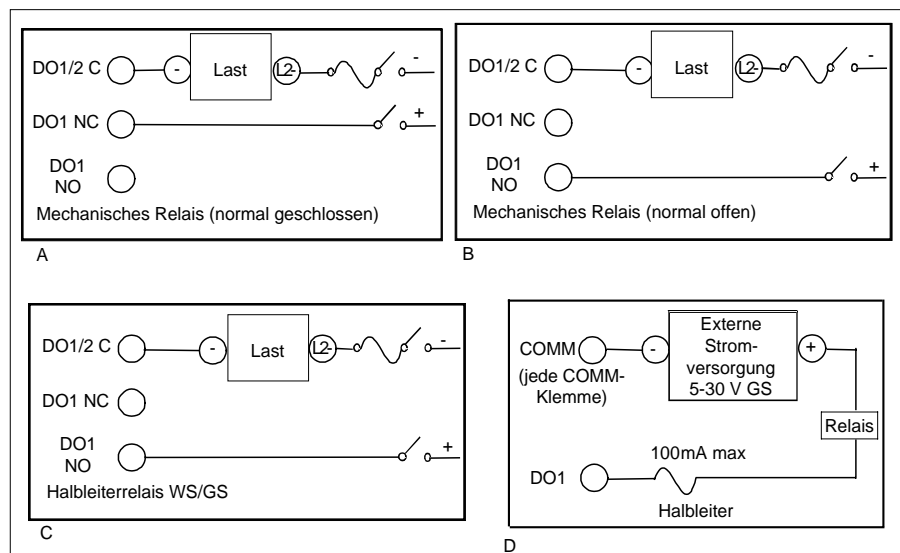 DO1/2 C
-
Last
L2-
-
DO1 NC
+
DO1
NO
Mechanisches Relais (normal geschlossen)
A
DO1/2 C
-
Last
L2-
-
DO1 NC
DO1
NO
+
Mechanisches Relais (normal offen)
B
DO1/2 C
-
Last
L2-
-
DO1 NC
DO1
NO
+
Halbleiterrelais WS/GS
C
COMM
(jede COMM-
Klemme)
-
Externe
Strom-
versorgung
5-30 V GS
+
Relais
100mA max
DO1
Halbleiter
D